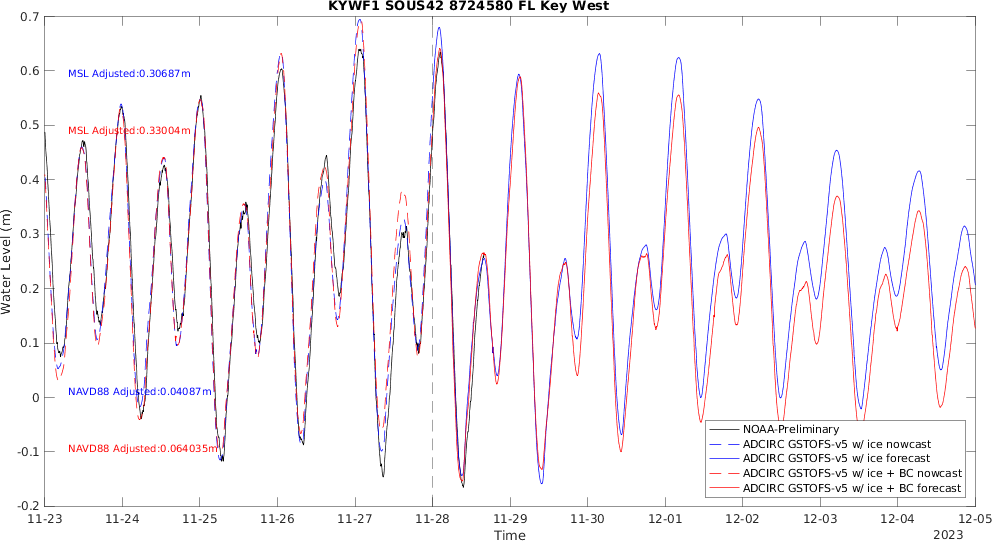 KYWF1 SOUS42 8724580 FL Key West
0.7
0.6
0.5
0.4
0.3
0.2
0.1
0
-0.1
-0.2
Water Level (m)
MSL Adjusted:0.30687m
MSL Adjusted:0.33004m
NAVD88 Adjusted:0.04087m
NAVD88 Adjusted:0.064035m
NOAA-Preliminary
ADCIRC GSTOFS-v5 w/ ice nowcast
ADCIRC GSTOFS-v5 w/ ice forecast
ADCIRC GSTOFS-v5 w/ ice + BC nowcast
ADCIRC GSTOFS-v5 w/ ice + BC forecast
11-23 11-24 11-25 11-26 11-27 11-28 11-29 11-30 12-01 12-02 12-03 12-04 12-05
Time
2023